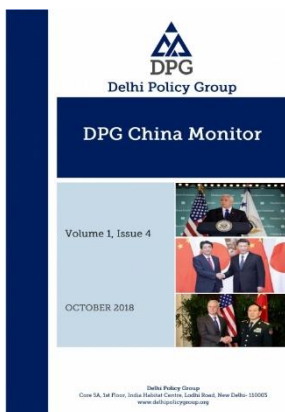 DPG
Delhi Policy Group
DPG China Monitor
Volume 1, Issue 4
OCTOBER 2018
Delhi Policy Group
Core 5A, 1st Floor, India Habitat Centre, Lodhi Road, New Delhi- 110003
www.delhipolicygroup.org